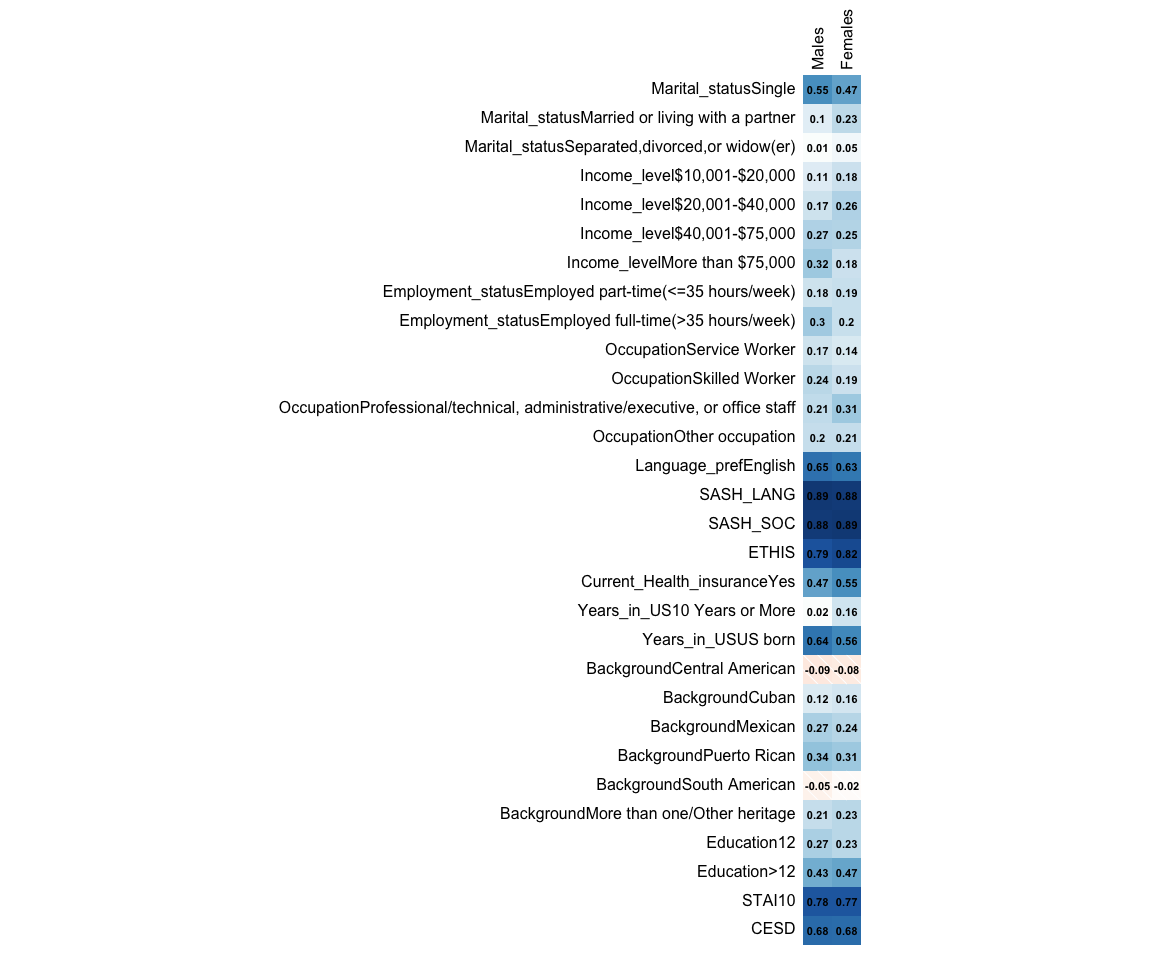 Males Females
Marital_statusSingle 0.55 0.47
Marital_statusMarried or living with a partner 0.1 0.23
Marital_statusSeparated,divorced,or widow(er) 0.01 0.05
Income_level$10,001-$20,000 0.11 0.18
Income_level$20,001-$40,000 0.17 0.26
Income_level$40,001-$75,000 0.27 0.25
Income_levelMore than $75,000 0.32 0.18
Employment_statusEmployed part-time(<=35 hours/week) 0.18 0.19
Employment_statusEmployed full-time(>35 hours/week) 0.3 0.2
OccupationService Worker 0.17 0.14
OccupationSkilled Worker 0.24 0.19
OccupationProfessional/technical, administrative/executive, or office staff 0.21 0.31
OccupationOther occupation 0.2 0.21
Language_prefEnglish 0.65 0.63
SASH_LANG 0.89 0.88
SASH_SOC 0.88 0.89
ETHIS 0.79 0.82
Current_Health_insuranceYes 0.47 0.55
Years_in_US10 Years or More 0.02 0.16
Years_in_USUS born 0.64 0.56
BackgroundCentral American -0.09 -0.08
BackgroundCuban 0.12 0.16
BackgroundMexican 0.27 0.24
BackgroundPuerto Rican 0.34 0.31
BackgroundSouth American -0.05 -0.02
BackgroundMore than one/Other heritage 0.21 0.23
Education12 0.27 0.23
Education>12 0.43 0.47
STAI10 0.78 0.77
CESD 0.68 0.68